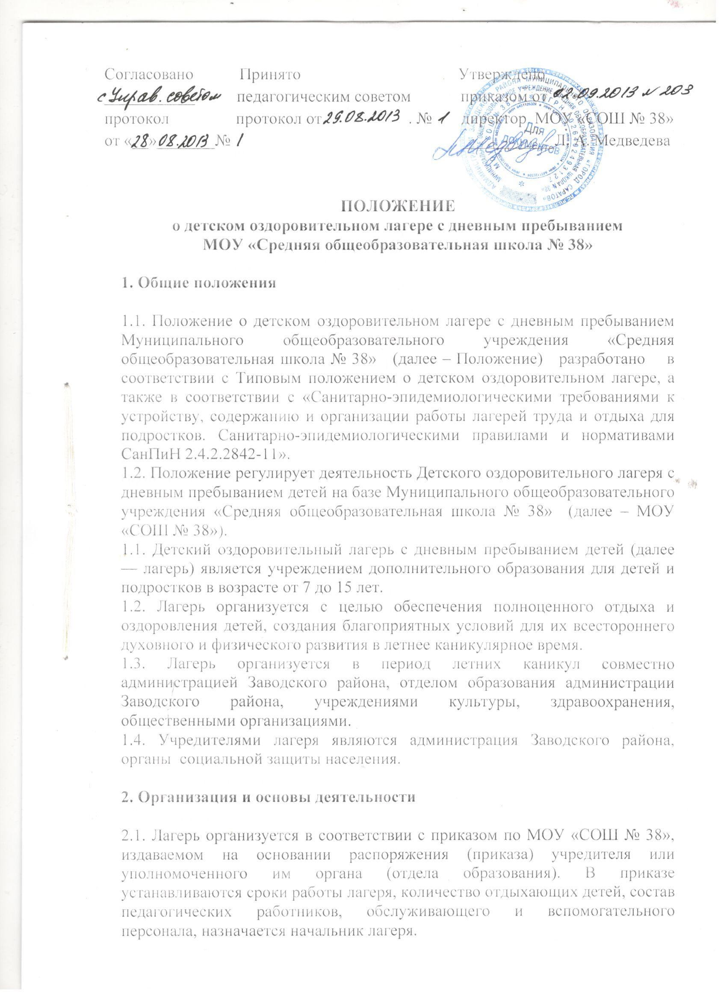 Согласовано Принято Утверждено
с Управ. советом педагогическим советом приказом от 02.09.2013 № 203
протокол протокол от 29.08.2013 . № 1 директор МОУ «СОШ № 38»
от «28» 08.2013 № 1 Л. А. Медведева
Для
документов
ПОЛОЖЕНИЕ
о детском оздоровительном лагере с дневным пребыванием
МОУ «Средняя общеобразовательная школа № 38»
1. Общие положения
1.1. Положение о детском оздоровительном лагере с дневным пребыванием
Муниципального общеобразовательного учреждения «Средняя
общеобразовательная школа № 38» (далее – Положение) разработано в
соответствии с Типовым положением о детском оздоровительном лагере, а
также в соответствии с «Санитарно-эпидемиологическими требованиями к
устройству, содержанию и организации работы лагерей труда и отдыха для
подростков. Санитарно-эпидемиологическими правилами и нормативами
СанПиН 2.4.2.2842-11».
1.2. Положение регулирует деятельность Детского оздоровительного лагеря с
дневным пребыванием детей на базе Муниципального общеобразовательного
учреждения «Средняя общеобразовательная школа № 38» (далее – МОУ
«СОШ № 38»).
1.1. Детский оздоровительный лагерь с дневным пребыванием детей (далее
— лагерь) является учреждением дополнительного образования для детей и
подростков в возрасте от 7 до 15 лет.
1.2. Лагерь организуется с целью обеспечения полноценного отдыха и
оздоровления детей, создания благоприятных условий для их всестороннего
духовного и физического развития в летнее каникулярное время.
1.3. Лагерь организуется в период летних каникул совместно
администрацией Заводского района, отделом образования администрации
Заводского района, учреждениями культуры, здравоохранения,
общественными организациями.
1.4. Учредителями лагеря являются администрация Заводского района,
органы социальной защиты населения.
2. Организация и основы деятельности
2.1. Лагерь организуется в соответствии с приказом по МОУ «СОШ № 38»,
издаваемом на основании распоряжения (приказа) учредителя или
уполномоченного им органа (отдела образования). В приказе
устанавливаются сроки работы лагеря, количество отдыхающих детей, состав
педагогических работников, обслуживающего и вспомогательного
персонала, назначается начальник лагеря.